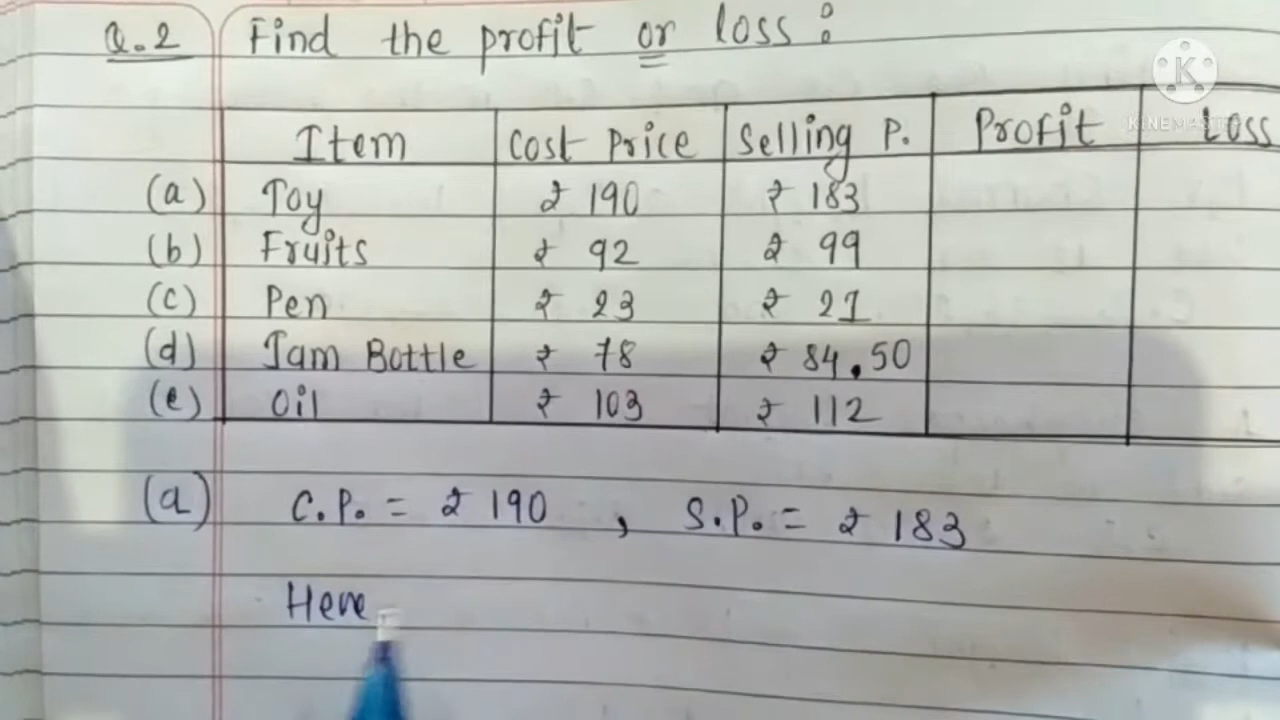 Q.2 Find the profit or loss :
Item Cost Price Selling P. Profit Loss
(a) Toy ₹ 190 ₹ 183
(b) Fruits ₹ 92 ₹ 99
(c) Pen ₹ 23 ₹ 21
(d) Jam Bottle ₹ 78 ₹ 84.50
(e) Oil ₹ 103 ₹ 112
(a) C.P. = ₹ 190 , S.P. = ₹ 183
Here
K
KINEMASTER